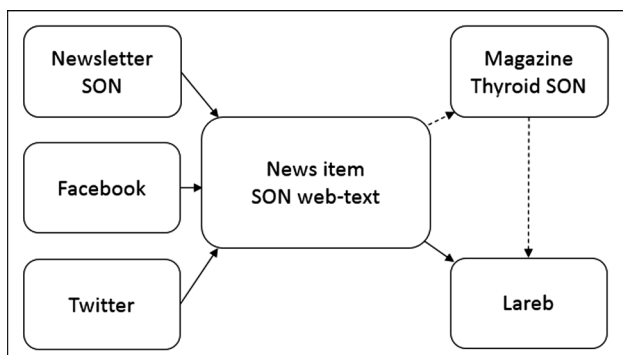 Newsletter
SON
Facebook
Twitter
News item
SON web-text
Magazine
Thyroid SON
Lareb